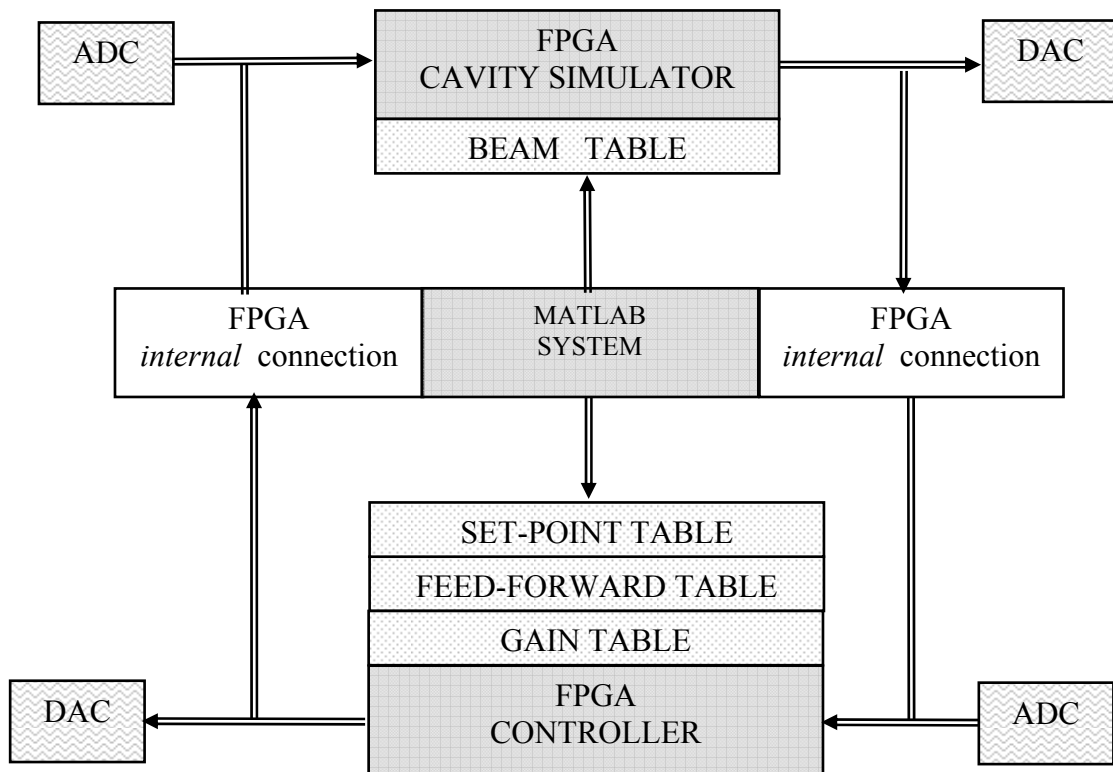 ADC
FPGA
CAVITY SIMULATOR
DAC
BEAM TABLE
FPGA
internal connection
MATLAB
SYSTEM
FPGA
internal connection
SET-POINT TABLE
FEED-FORWARD TABLE
GAIN TABLE
DAC
FPGA
CONTROLLER
ADC